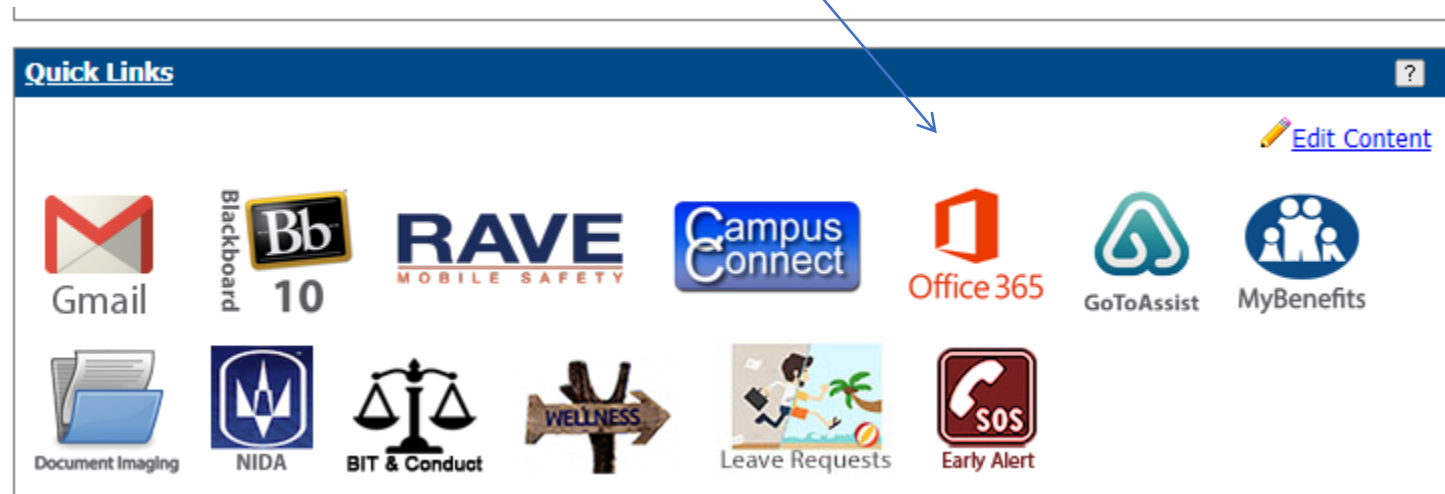 Quick Links
?
Edit Content
Gmail
Blackboard
Bb
10
RAVE
MOBILE SAFETY
Campus
Connect
Office 365
GoToAssist
MyBenefits
Document Imaging
NIDA
BIT & Conduct
WELLNESS
Leave Requests
SOS
Early Alert